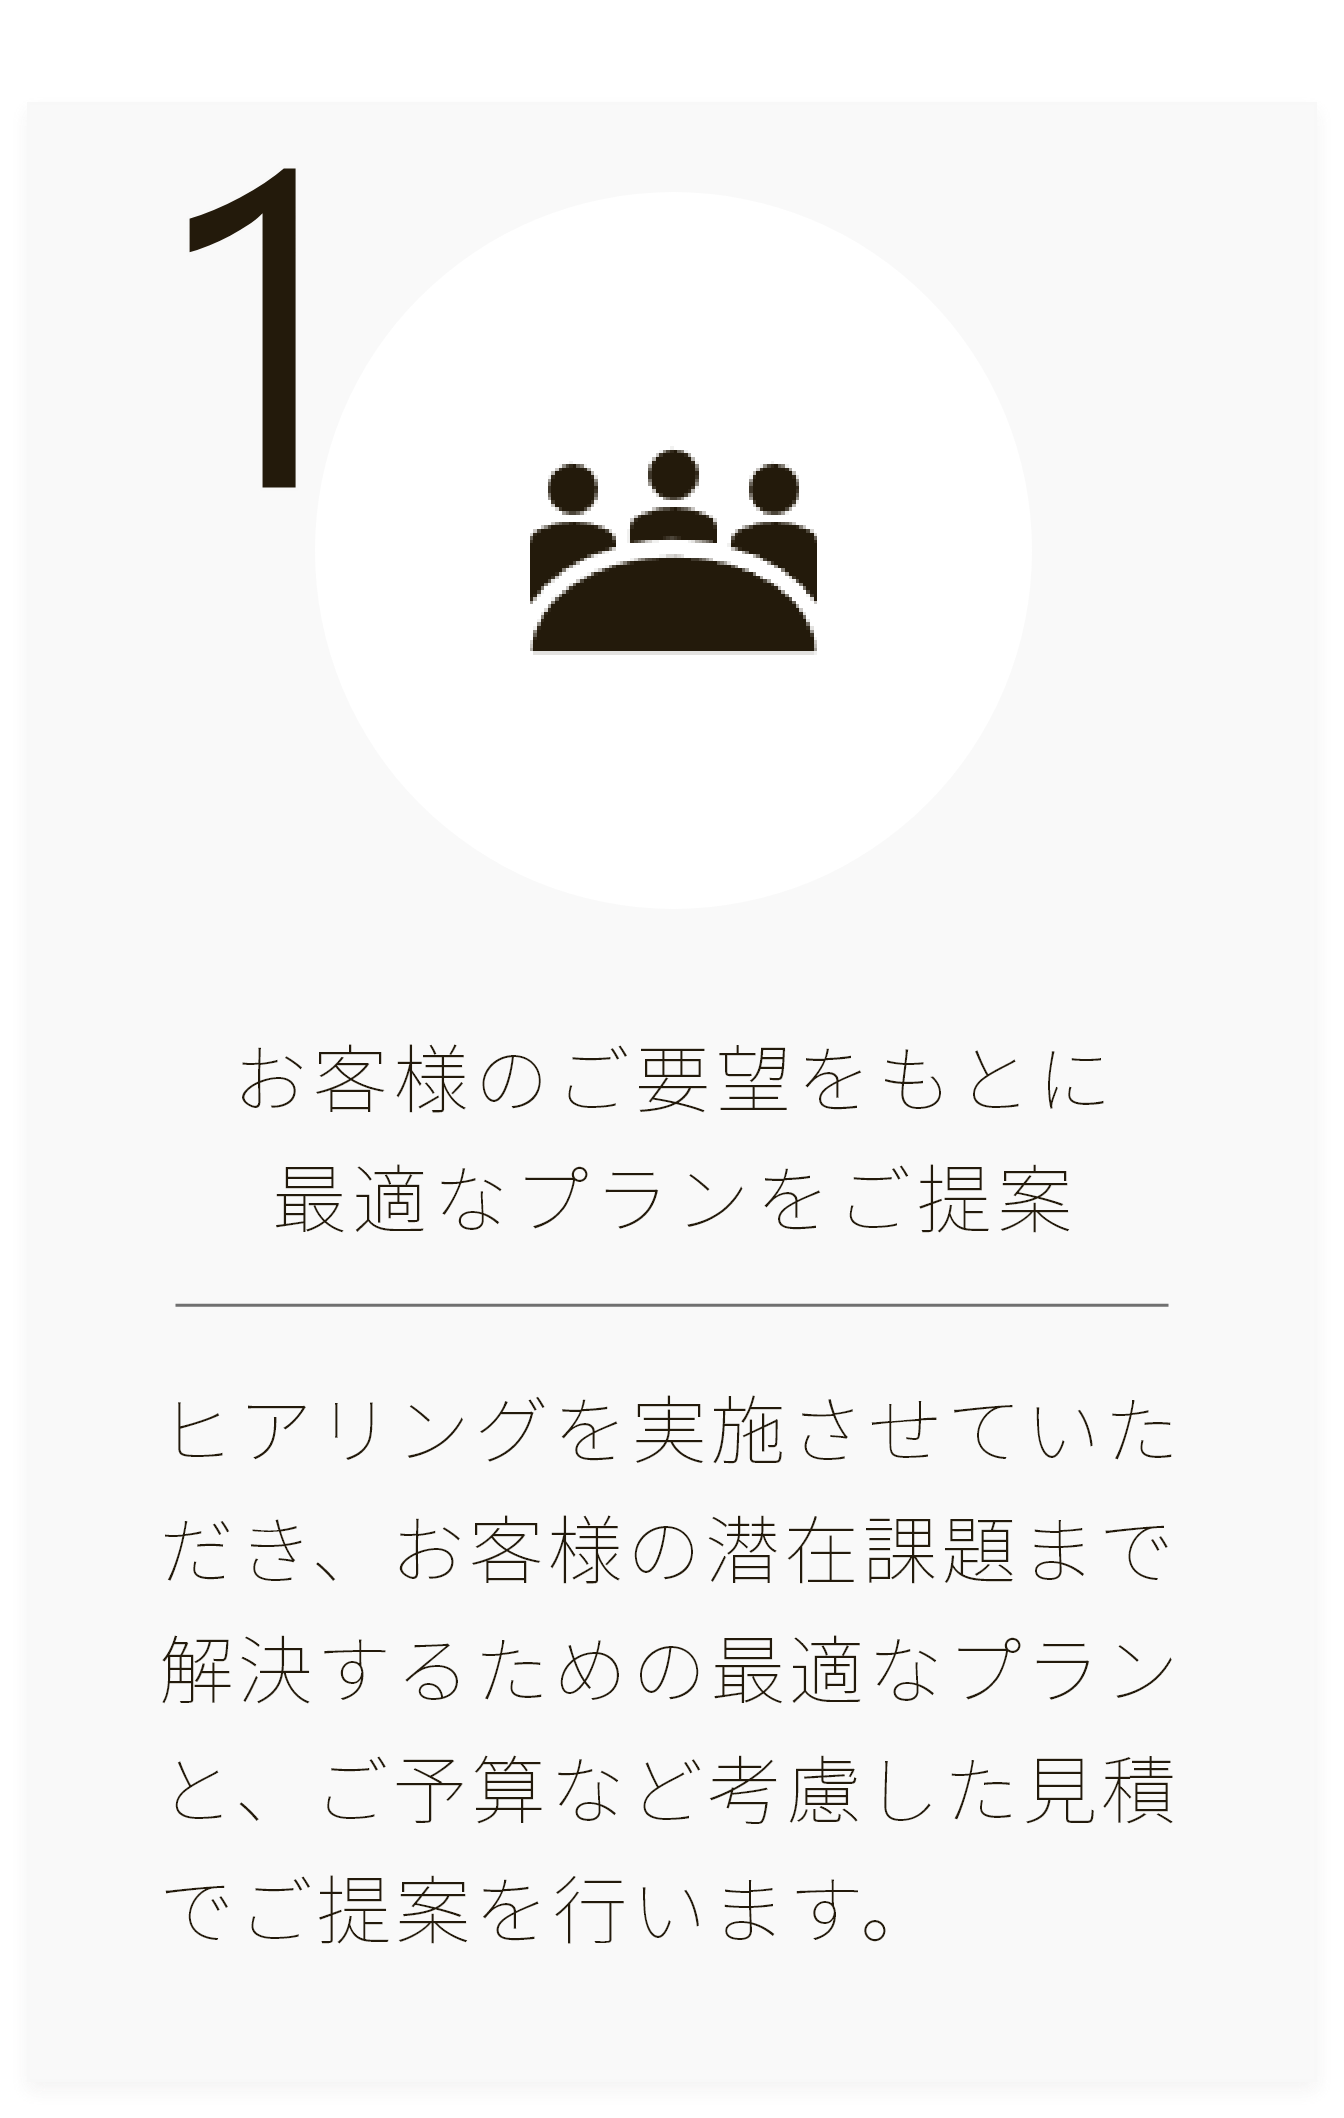 1
お客様のご要望をもとに
最適なプランをご提案
ヒアリングを実施させていた
だき、お客様の潜在課題まで
解決するための最適なプラン
と、ご予算など考慮した見積
でご提案を行います。